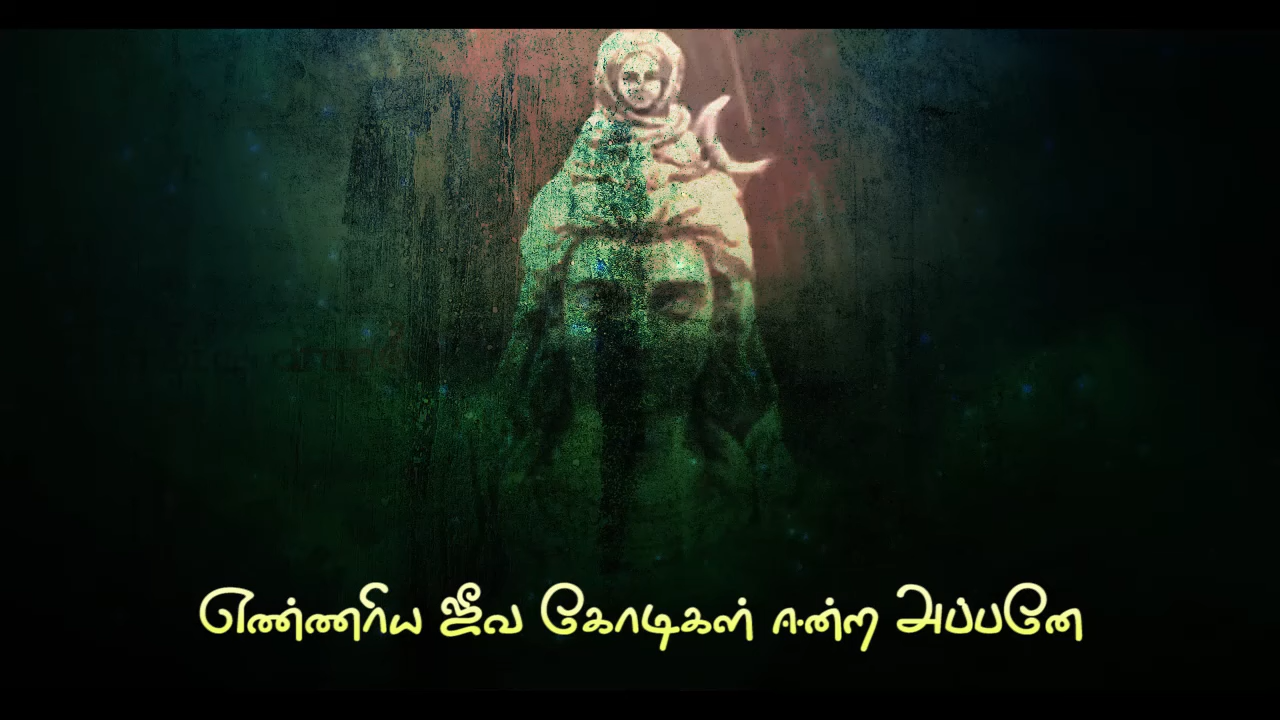 எண்ணரிய ஜீவ கோடிகள் ஈன்ற அப்பனே